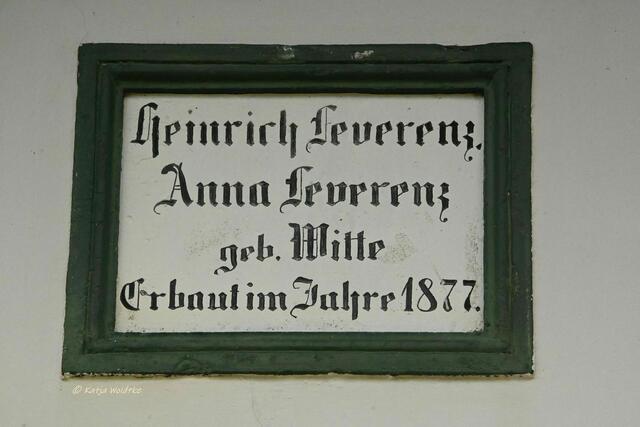 Heinrich Leverenz.
Anna Leverenz
geb. Witte
Erbaut im Jahre 1877.
© Katja Woidtke